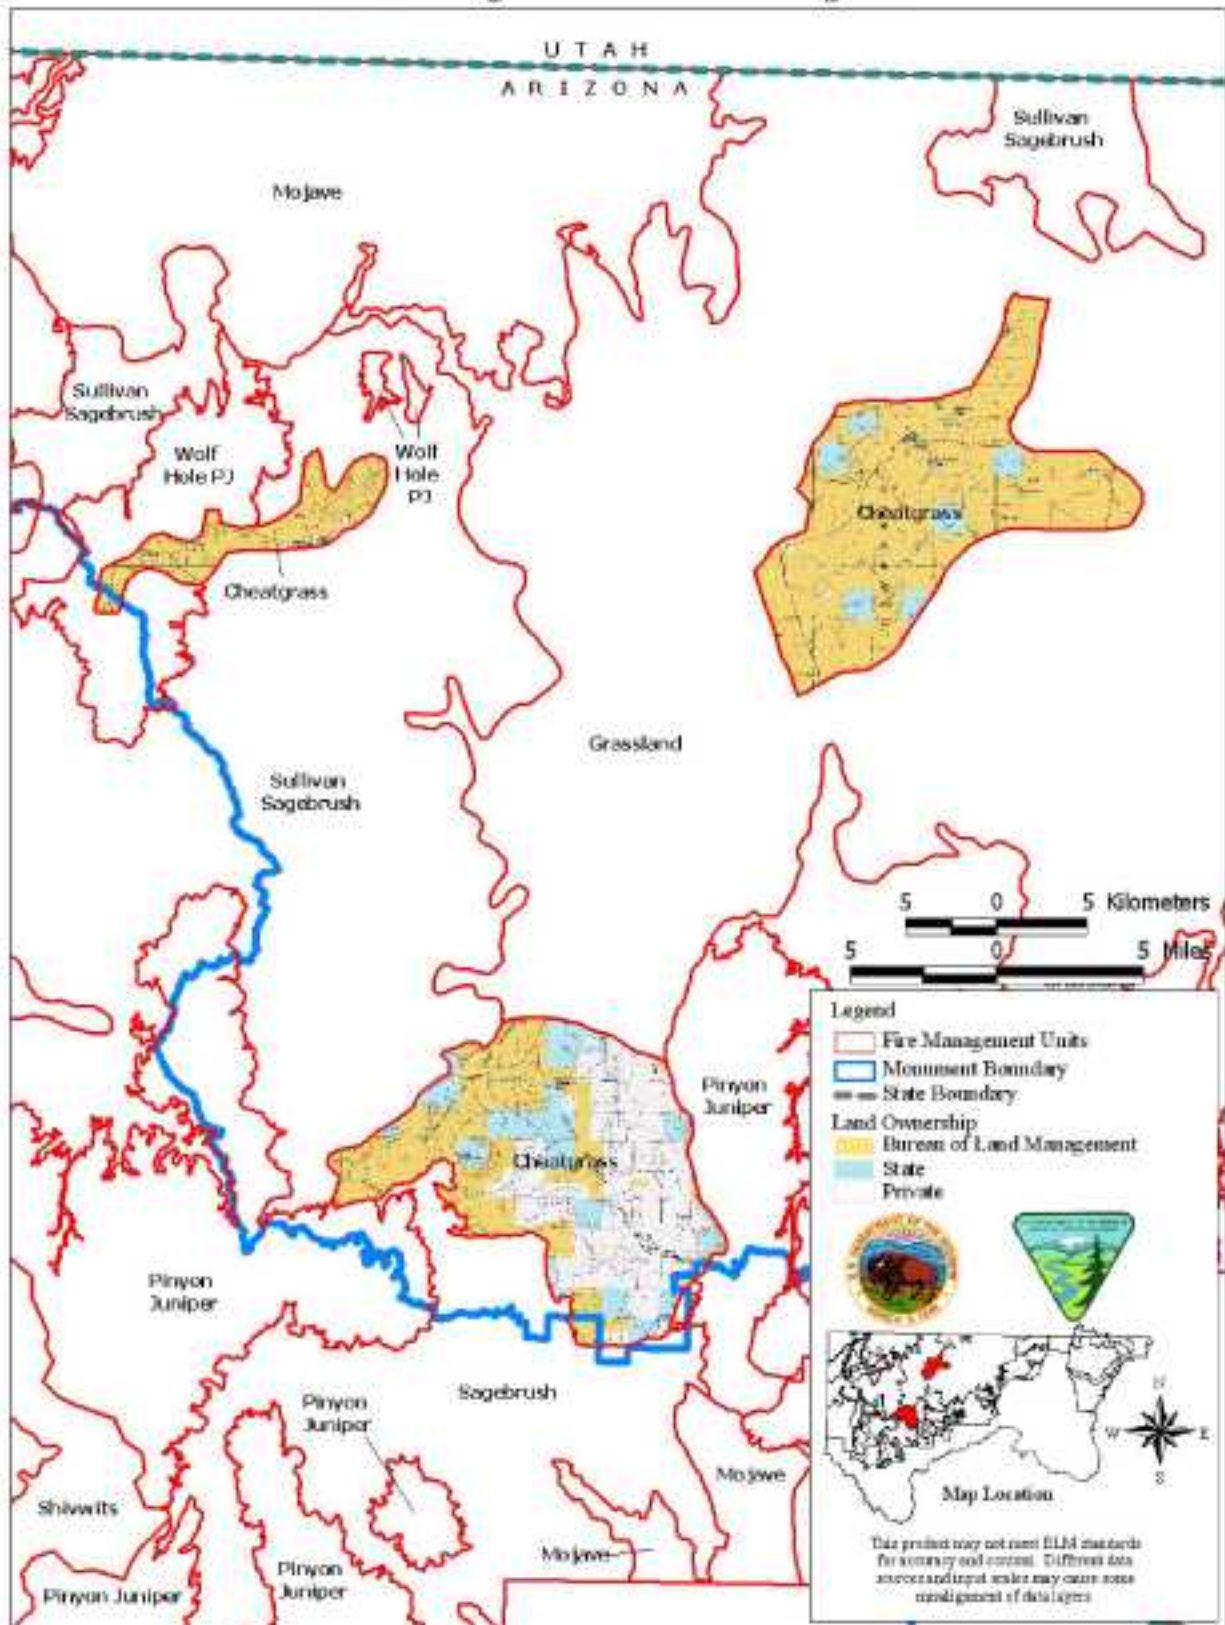 UTAH
ARIZONA
Sullivan
Sagebrush
Mojave
Sullivan
Sagebrush
Wolf
Hole PJ
Wolf
Hole
PJ
Cheatgrass
Cheatgrass
Grassland
Sullivan
Sagebrush
5 0 5 Kilometers
5 0 5 Miles
Legend
Fire Management Units
Monument Boundary
State Boundary
Land Ownership
Bureau of Land Management
State
Private
Pinyon
Juniper
Cheatgrass
Pinyon
Juniper
Sagebrush
Pinyon
Juniper
Mojave
Shivwits
Mojave
Pinyon
Juniper
Pinyon Juniper
N
W E
S
Map Location
This product may not meet BLM standards
for accuracy and content. Different data
sources and input scales may cause some
misalignment of data layers